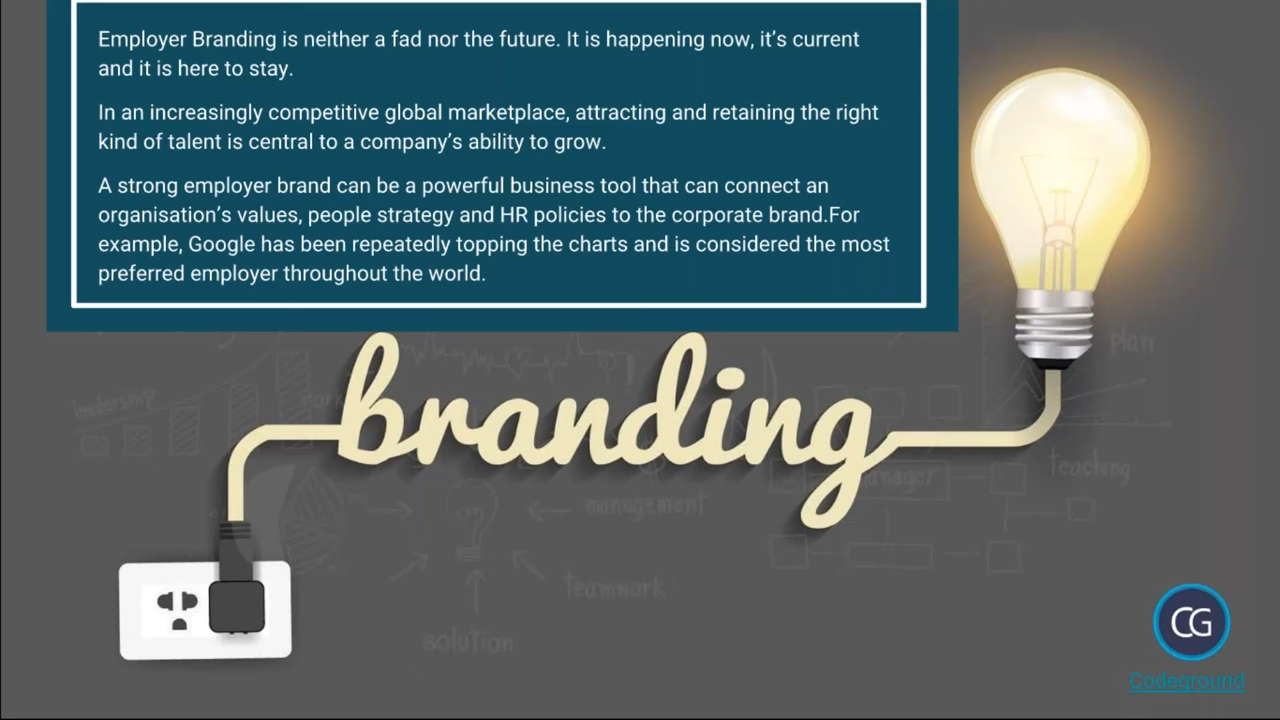 Employer Branding is neither a fad nor the future. It is happening now, it’s current
and it is here to stay.
In an increasingly competitive global marketplace, attracting and retaining the right
kind of talent is central to a company’s ability to grow.
A strong employer brand can be a powerful business tool that can connect an
organisation’s values, people strategy and HR policies to the corporate brand.For
example, Google has been repeatedly topping the charts and is considered the most
preferred employer throughout the world.
plan
leadership
branding
teaching
manager
management
teamwork
solution
CG
Codeground